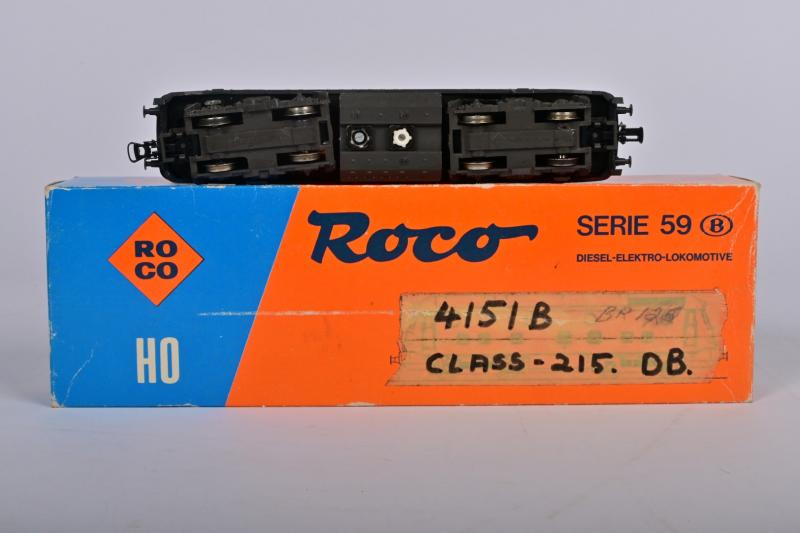 RO
CO
HO
Roco
SERIE 59 B
DIESEL-ELEKTRO-LOKOMOTIVE
4151B
CLASS-215. DB.